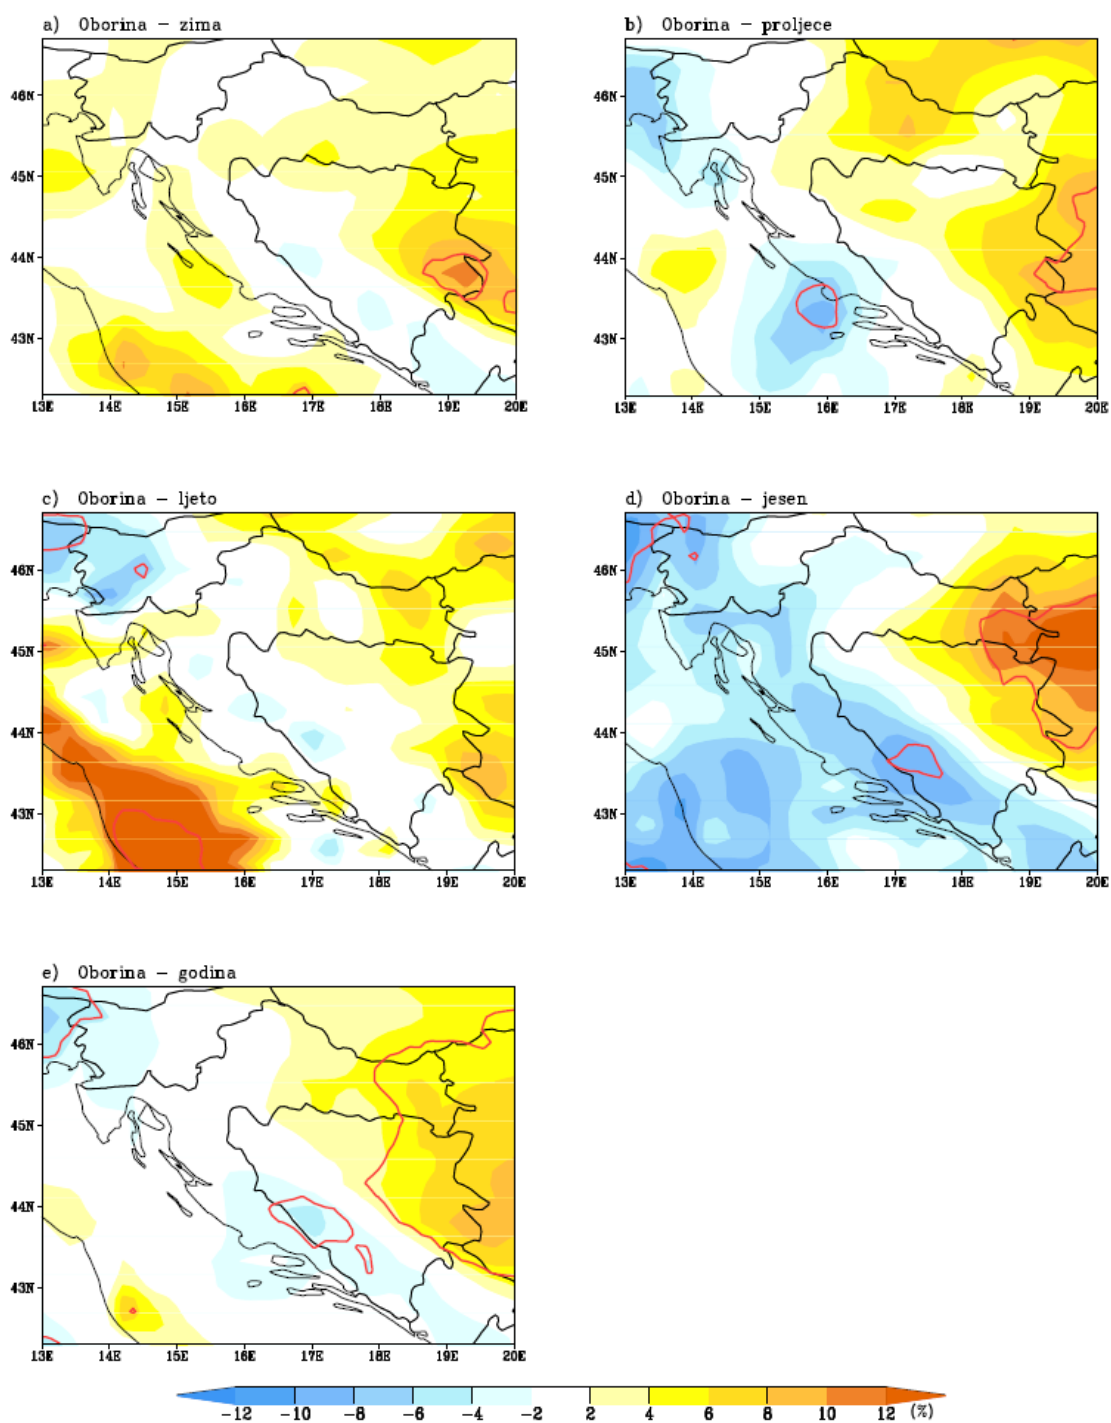 a) Oborina – zima
b) Oborina – proljece
46N
45N
44N
43N
13E 14E 15E 16E 17E 18E 19E 20E
46N
45N
44N
43N
13E 14E 15E 16E 17E 18E 19E 20E
c) Oborina – ljeto
d) Oborina – jesen
46N
45N
44N
43N
13E 14E 15E 16E 17E 18E 19E 20E
46N
45N
44N
43N
13E 14E 15E 16E 17E 18E 19E 20E
e) Oborina – godina
46N
45N
44N
43N
13E 14E 15E 16E 17E 18E 19E 20E
-12 -10 -8 -6 -4 -2 2 4 6 8 10 12 (%)